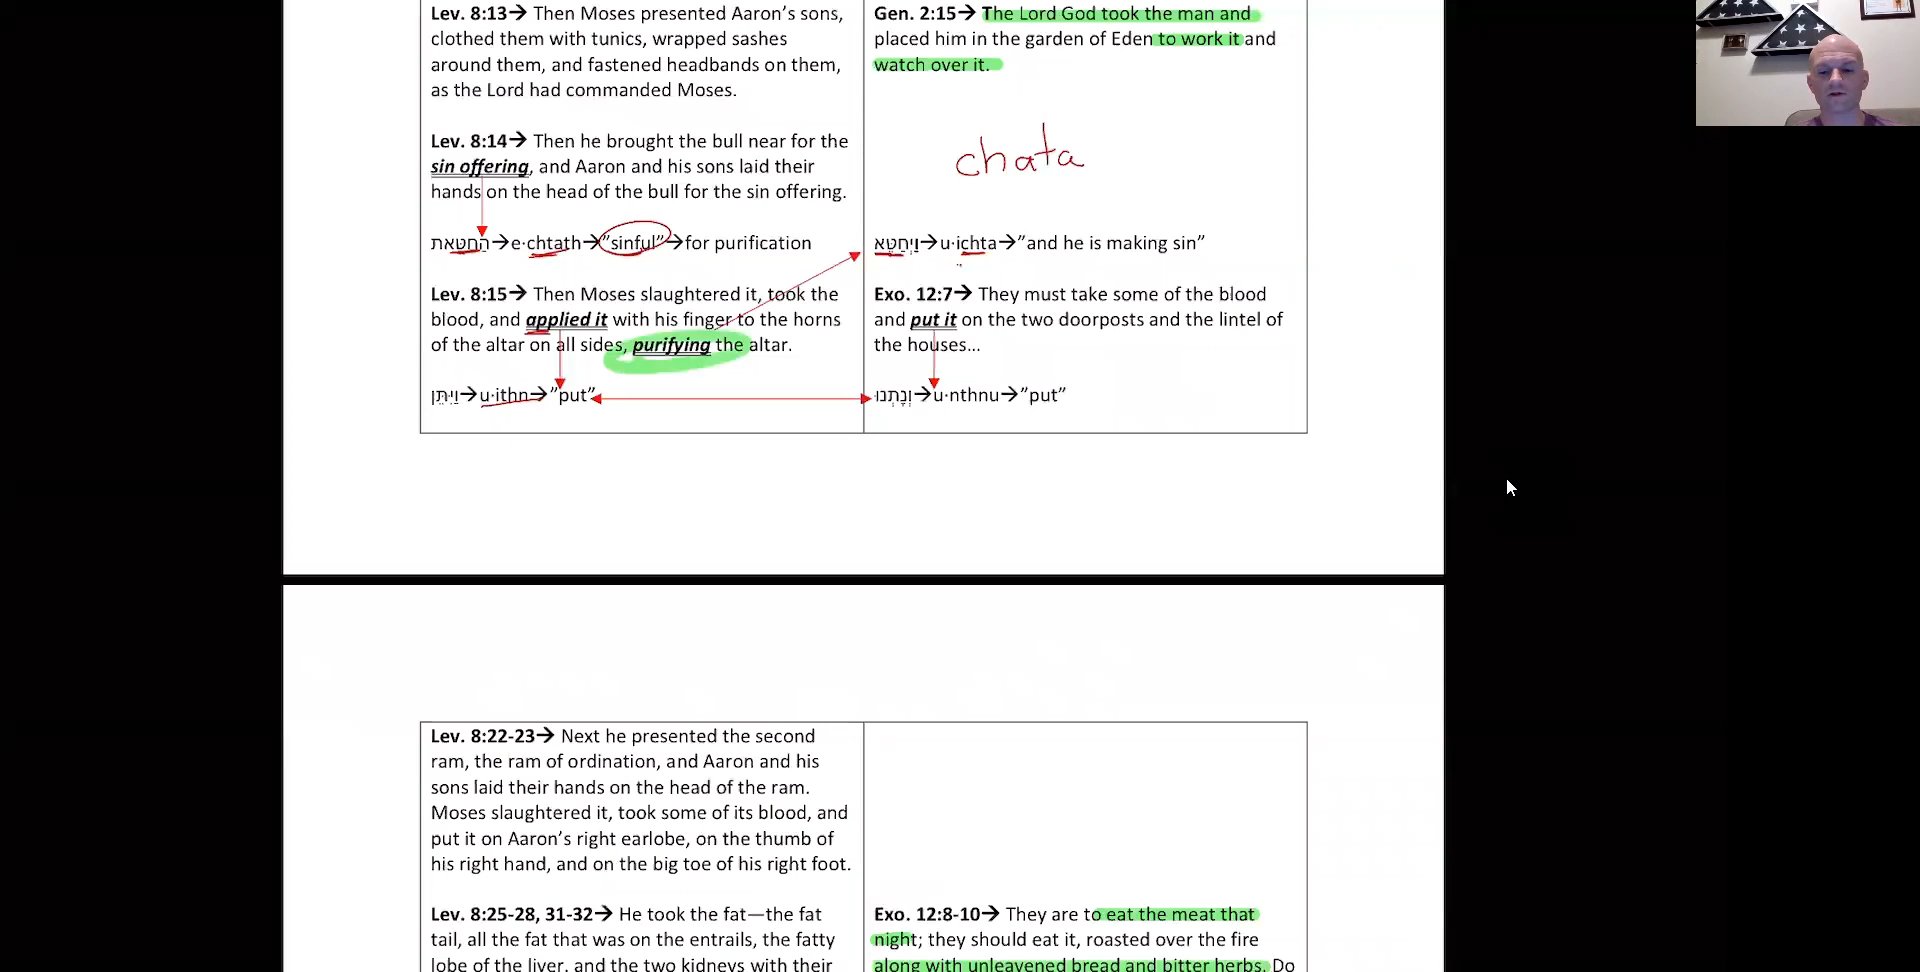 Lev. 8:13→ Then Moses presented Aaron’s sons,
clothed them with tunics, wrapped sashes
around them, and fastened headbands on them,
as the Lord had commanded Moses.
Lev. 8:14→ Then he brought the bull near for the
sin offering, and Aaron and his sons laid their
hands on the head of the bull for the sin offering.
הַחַטָּאת→e·chtath→”sinful”→for purification
Lev. 8:15→ Then Moses slaughtered it, took the
blood, and applied it with his finger to the horns
of the altar on all sides, purifying the altar.
וַיִּתֵּן→u·ithn→”put”
Gen. 2:15→ The Lord God took the man and
placed him in the garden of Eden to work it and
watch over it.
chata
וַיְחַטֵּא→u·ichta→”and he is making sin”
Exo. 12:7→ They must take some of the blood
and put it on the two doorposts and the lintel of
the houses…
וְנָתְנוּ→u·nthnu→”put”
Lev. 8:22-23→ Next he presented the second
ram, the ram of ordination, and Aaron and his
sons laid their hands on the head of the ram.
Moses slaughtered it, took some of its blood, and
put it on Aaron’s right earlobe, on the thumb of
his right hand, and on the big toe of his right foot.
Lev. 8:25-28, 31-32→ He took the fat—the fat
tail, all the fat that was on the entrails, the fatty
lobe of the liver, and the two kidneys with their
Exo. 12:8-10→ They are to eat the meat that
night; they should eat it, roasted over the fire
along with unleavened bread and bitter herbs. Do